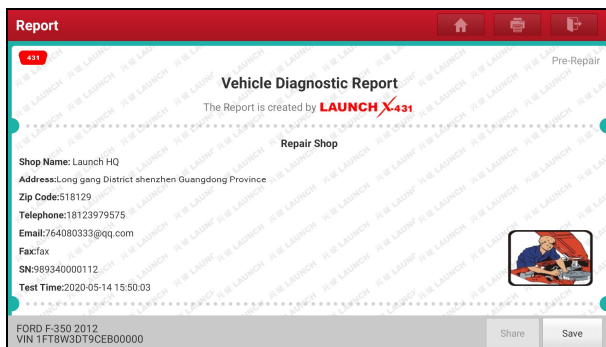 Report
431
Pre-Repair
Vehicle Diagnostic Report
The Report is created by LAUNCH X-431
Repair Shop
Shop Name: Launch HQ
Address:Long gang District shenzhen Guangdong Province
Zip Code:518129
Telephone:18123979575
Email:764080333@qq.com
Fax:fax
SN:989340000112
Test Time:2020-05-14 15:50:03
FORD F-350 2012
VIN 1FT8W3DT9CEB00000
Share
Save